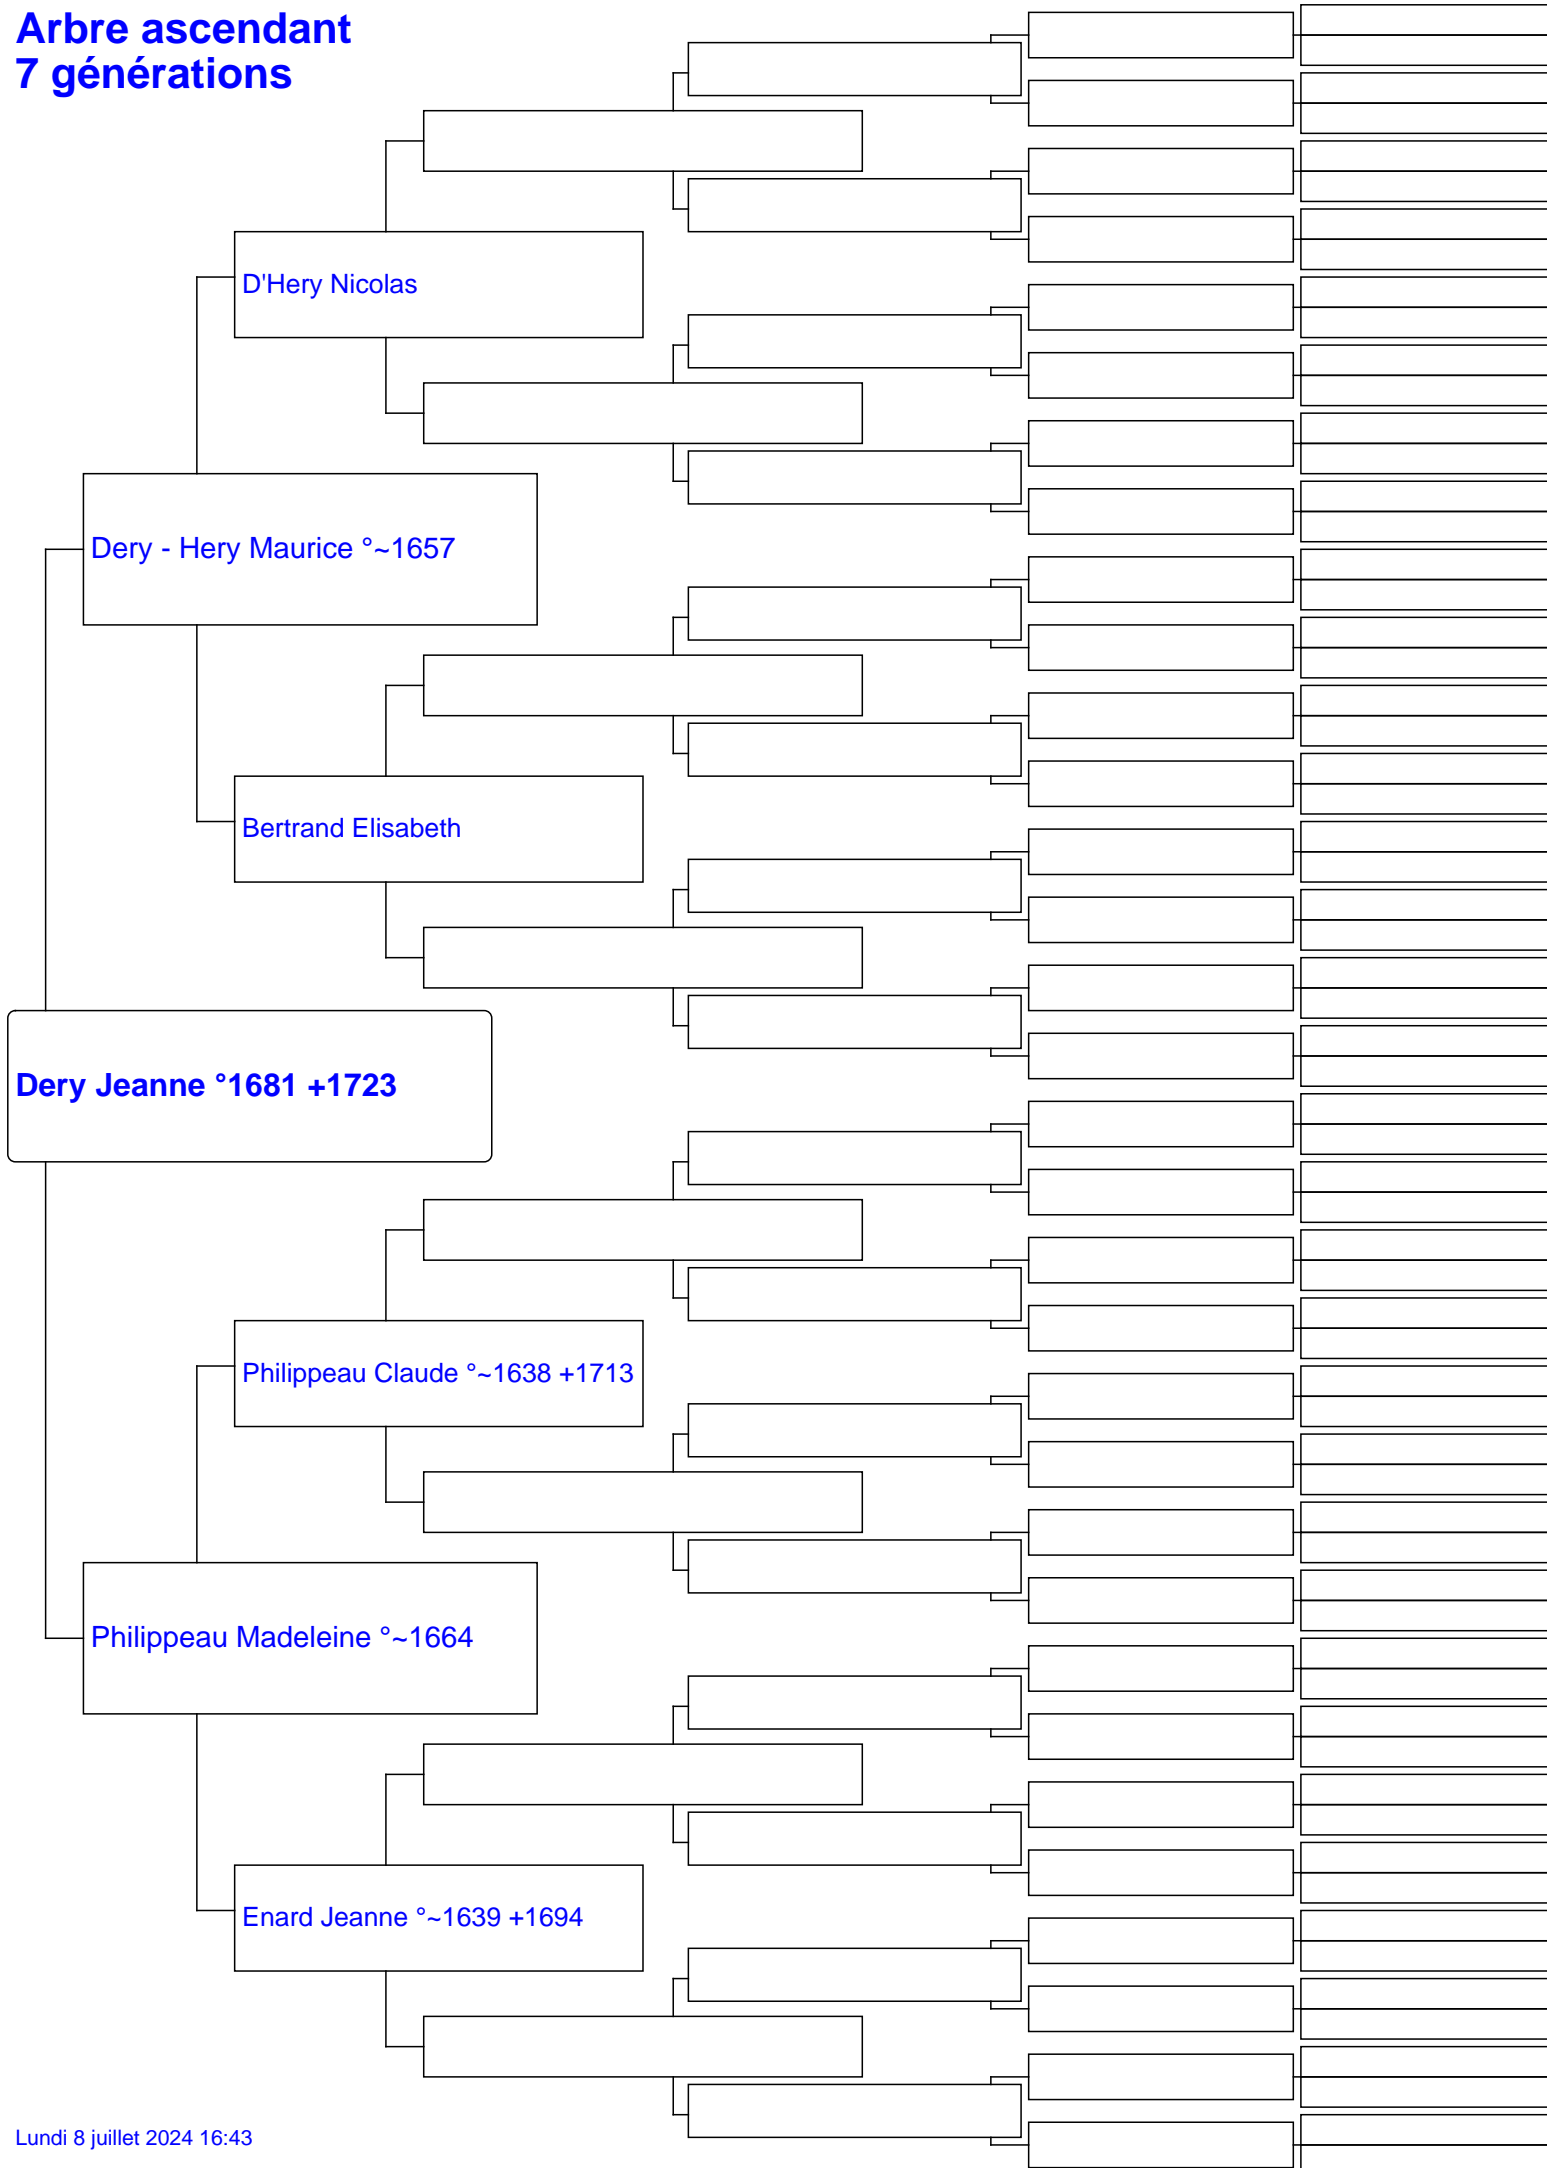 Arbre ascendant
7 générations
D'Hery Nicolas
Dery - Hery Maurice °~1657
Bertrand Elisabeth
Dery Jeanne °1681 +1723
Philippeau Claude °~1638 +1713
Philippeau Madeleine °~1664
Enard Jeanne °~1639 +1694
Lundi 8 juillet 2024 16:43